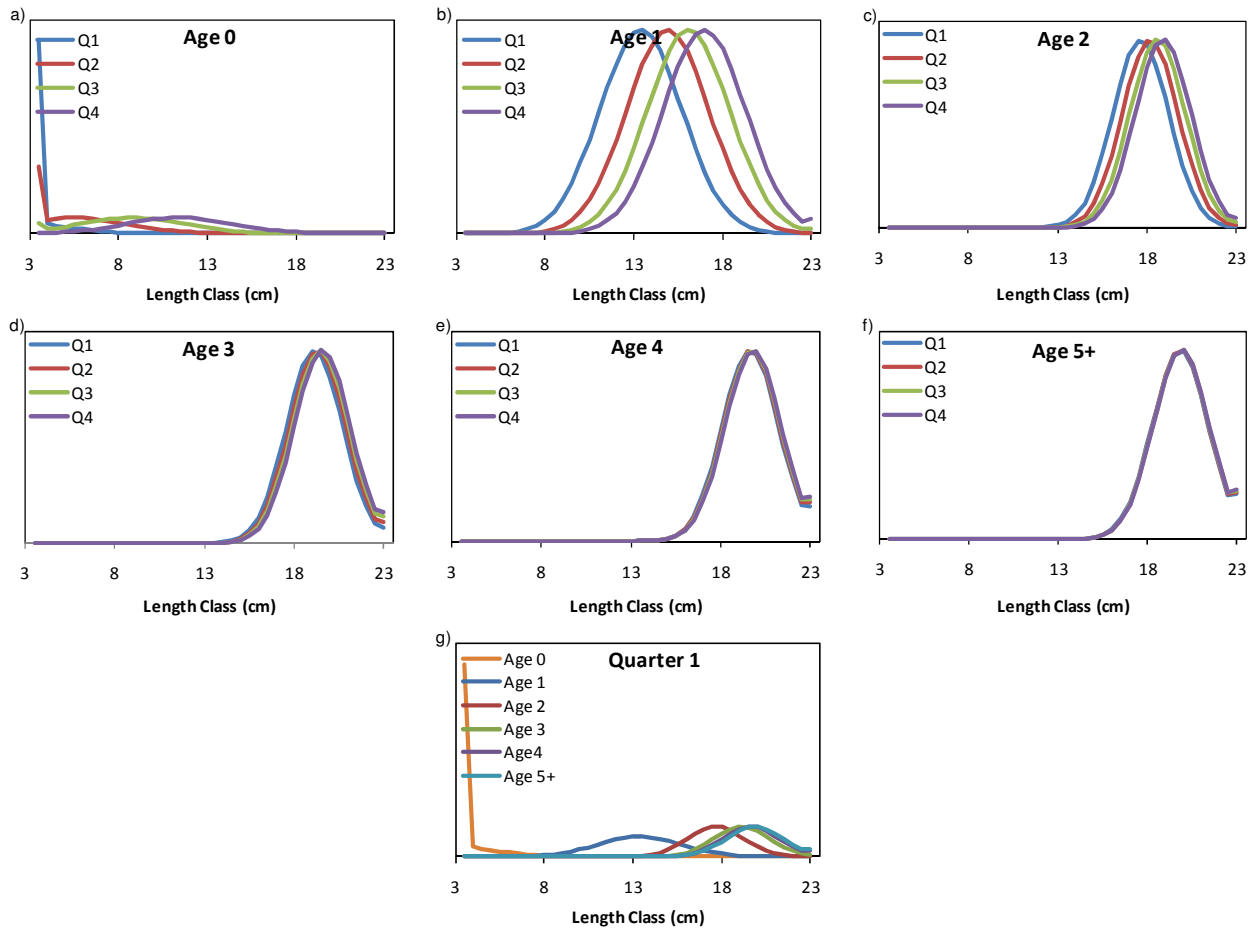 a)
Age 0
Q1
Q2
Q3
Q4
3 8 13 18 23
Length Class (cm)
b)
Age 1
Q1
Q2
Q3
Q4
3 8 13 18 23
Length Class (cm)
c)
Age 2
Q1
Q2
Q3
Q4
3 8 13 18 23
Length Class (cm)
d)
Age 3
Q1
Q2
Q3
Q4
3 8 13 18 23
Length Class (cm)
e)
Age 4
Q1
Q2
Q3
Q4
3 8 13 18 23
Length Class (cm)
f)
Age 5+
Q1
Q2
Q3
Q4
3 8 13 18 23
Length Class (cm)
g)
Quarter 1
Age 0
Age 1
Age 2
Age 3
Age4
Age 5+
3 8 13 18 23
Length Class (cm)